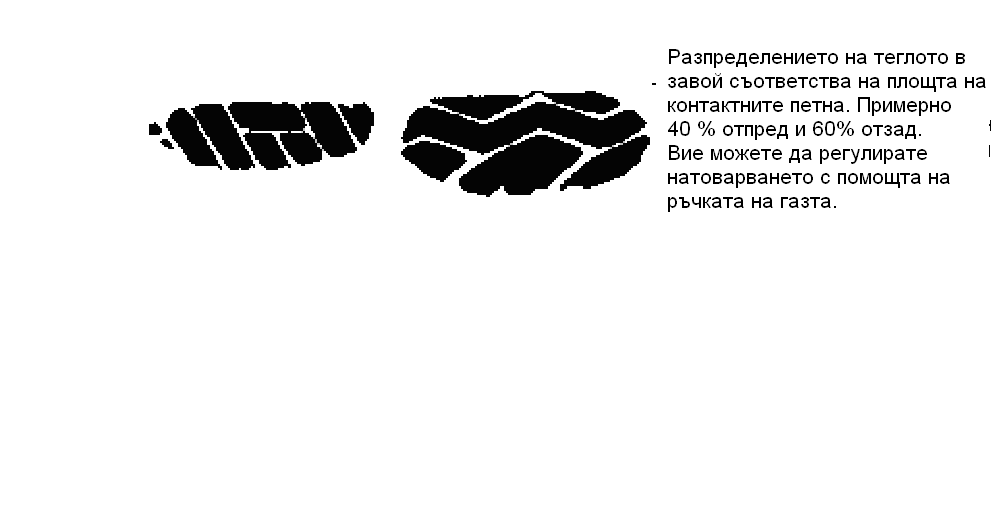 Разпределението на теглото в
- завой съответства на площта на
контактните петна. Примерно
40 % отпред и 60% отзад.
Вие можете да регулирате
натоварването с помощта на
ръчката на газта.